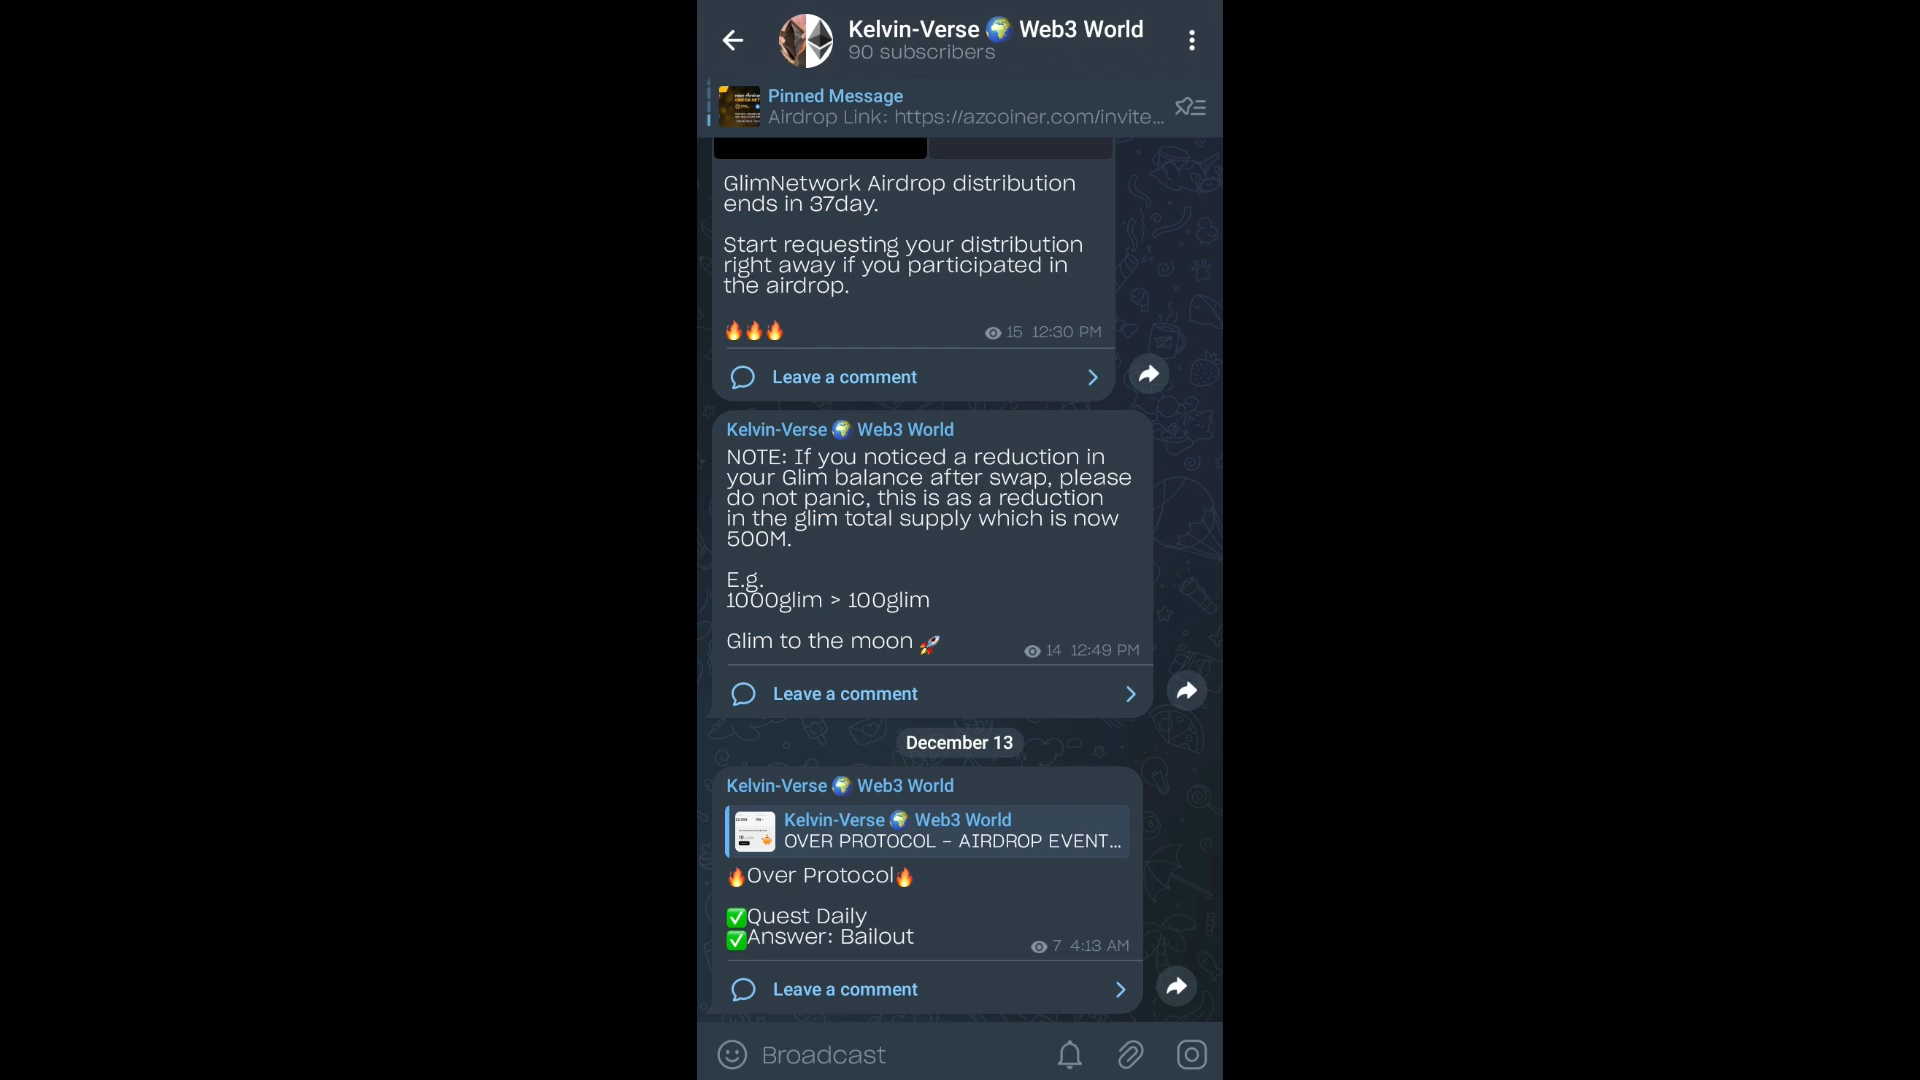 Kelvin-Verse 🌍 Web3 World
90 subscribers
Pinned Message
Airdrop Link: https://azcoiner.com/invite...
GlimNetwork Airdrop distribution
ends in 37day.
Start requesting your distribution
right away if you participated in
the airdrop.
🔥🔥🔥 15 12:30 PM
Leave a comment
Kelvin-Verse 🌍 Web3 World
NOTE: If you noticed a reduction in
your Glim balance after swap, please
do not panic, this is as a reduction
in the glim total supply which is now
500M.
E.g.
1000glim > 100glim
Glim to the moon 🚀 14 12:49 PM
Leave a comment
December 13
Kelvin-Verse 🌍 Web3 World
Kelvin-Verse 🌍 Web3 World
OVER PROTOCOL - AIRDROP EVENT...
🔥Over Protocol🔥
✅Quest Daily
✅Answer: Bailout 7 4:13 AM
Leave a comment
Broadcast